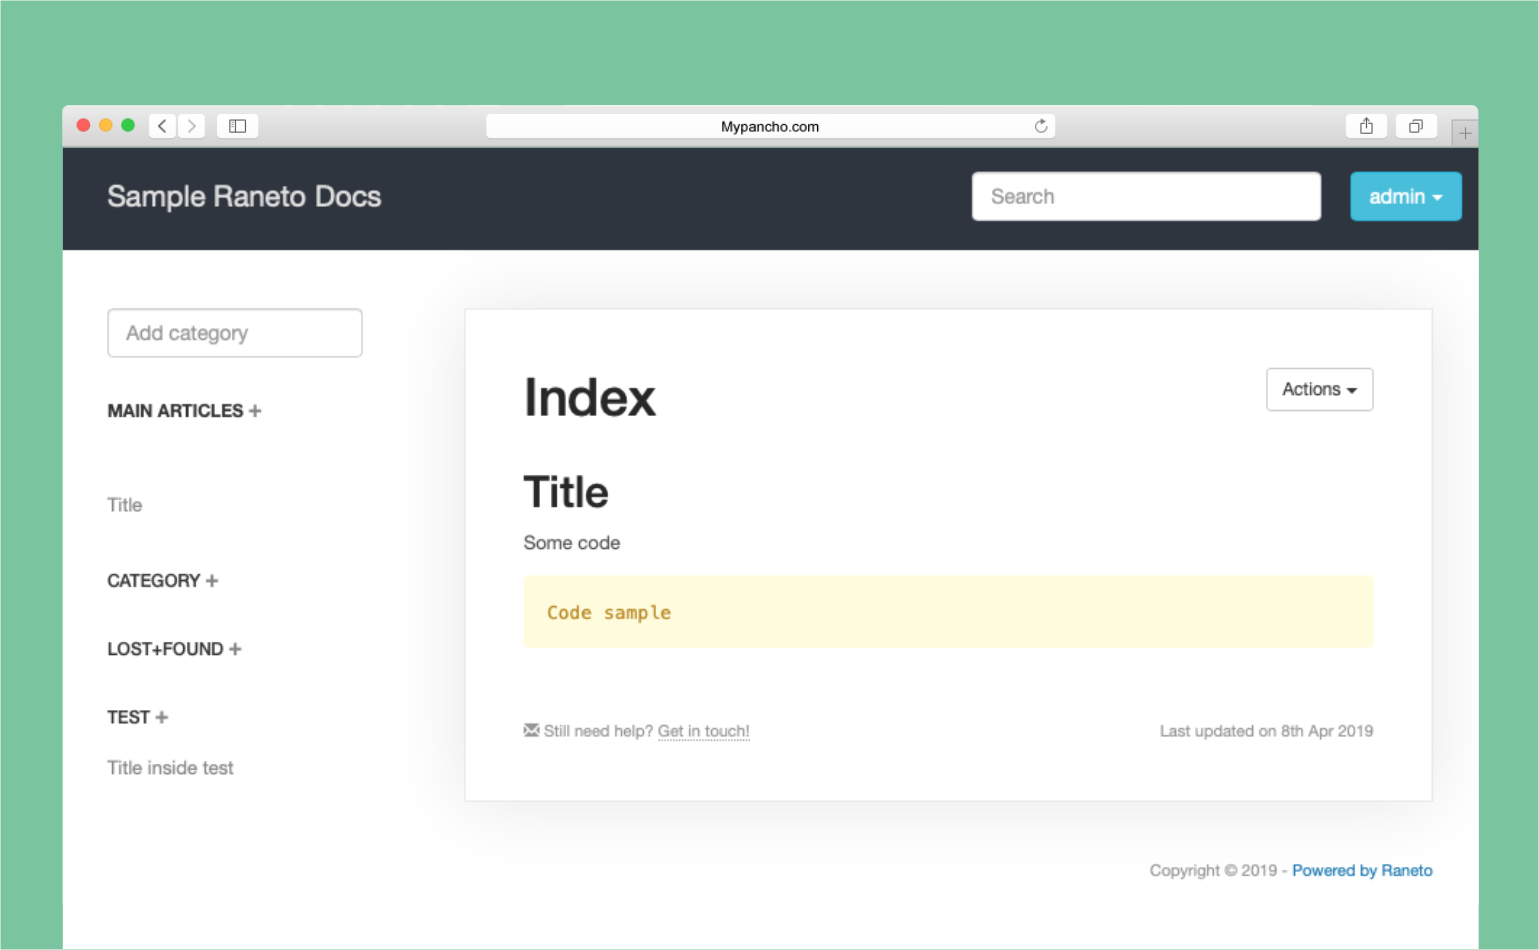 Mypancho.com
Sample Raneto Docs
Search
admin
Add category
MAIN ARTICLES +
Title
CATEGORY +
LOST+FOUND +
TEST +
Title inside test
Index
Actions
Title
Some code
Code sample
Still need help? Get in touch!
Last updated on 8th Apr 2019
Copyright © 2019 - Powered by Raneto